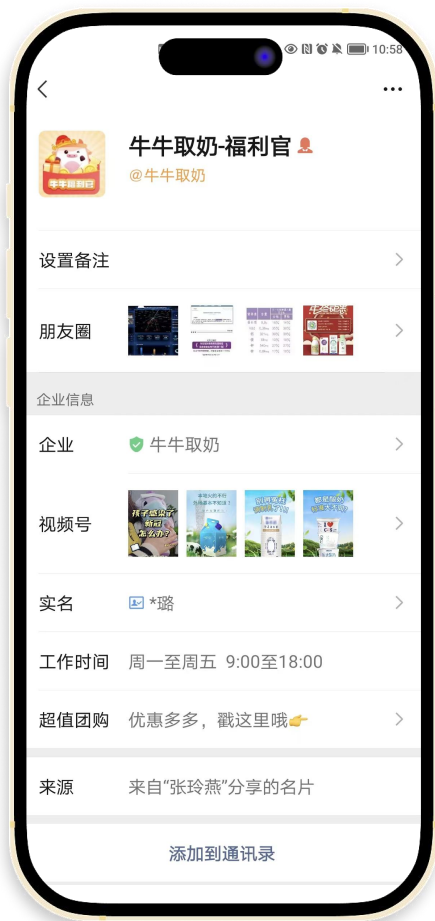 10:58
牛牛取奶-福利官
@牛牛取奶
牛牛福利官
设置备注
朋友圈
企业信息
企业
牛牛取奶
视频号
孩子感染了
新冠
怎么办?
实名
*璐
工作时间
周一至周五 9:00至18:00
超值团购
优惠多多，戳这里哦👉
来源
来自“张玲燕”分享的名片
添加到通讯录